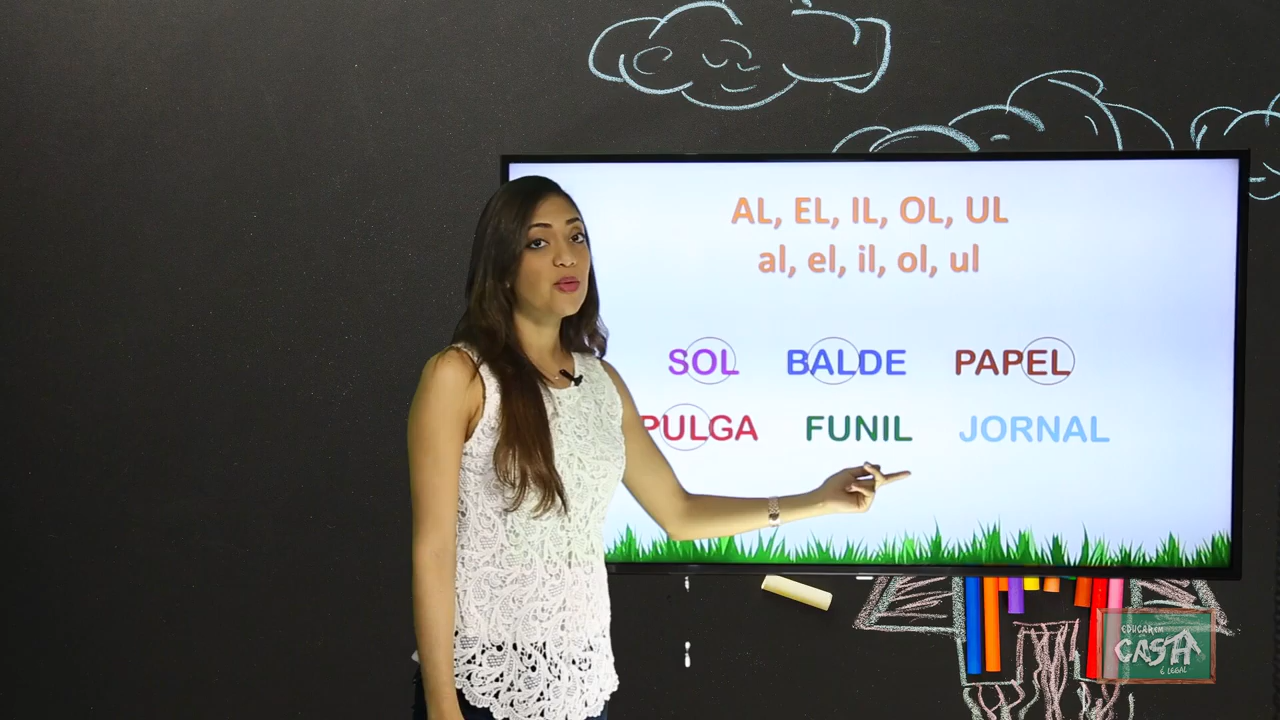 AL, EL, IL, OL, UL
al, el, il, ol, ul
SOL BALDE PAPEL
PULGA FUNIL JORNAL
EDUCAR EM
CASA
É LEGAL